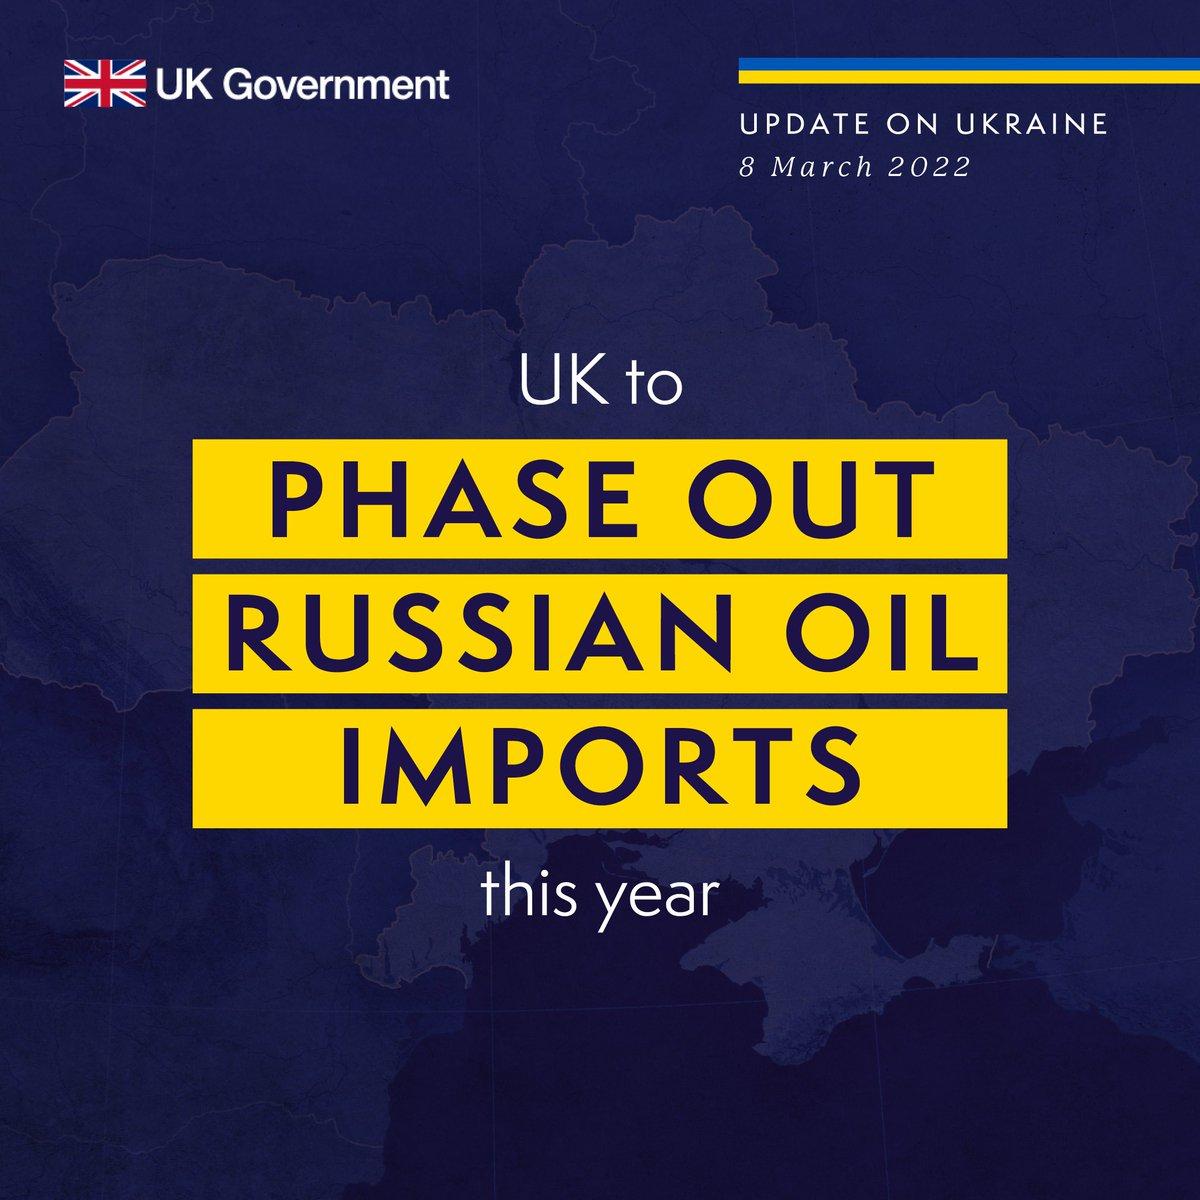 UK Government
UPDATE ON UKRAINE
8 March 2022
UK to
PHASE OUT
RUSSIAN OIL
IMPORTS
this year